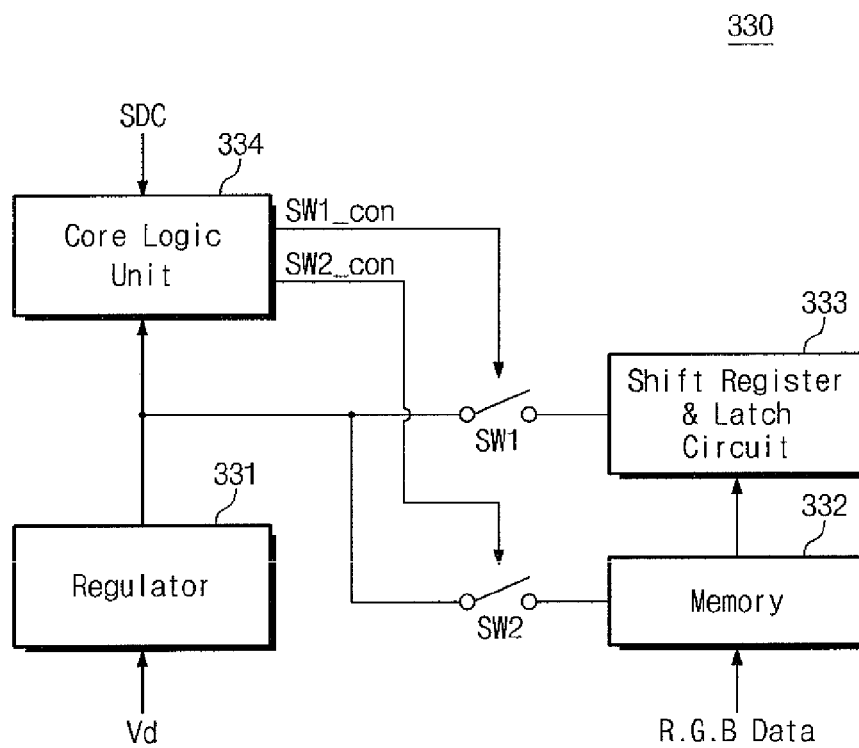 330
SDC
334
Core Logic
Unit
SW1_con
SW2_con
333
Shift Register
& Latch
Circuit
SW1
331
Regulator
332
Memory
SW2
Vd
R.G.B Data